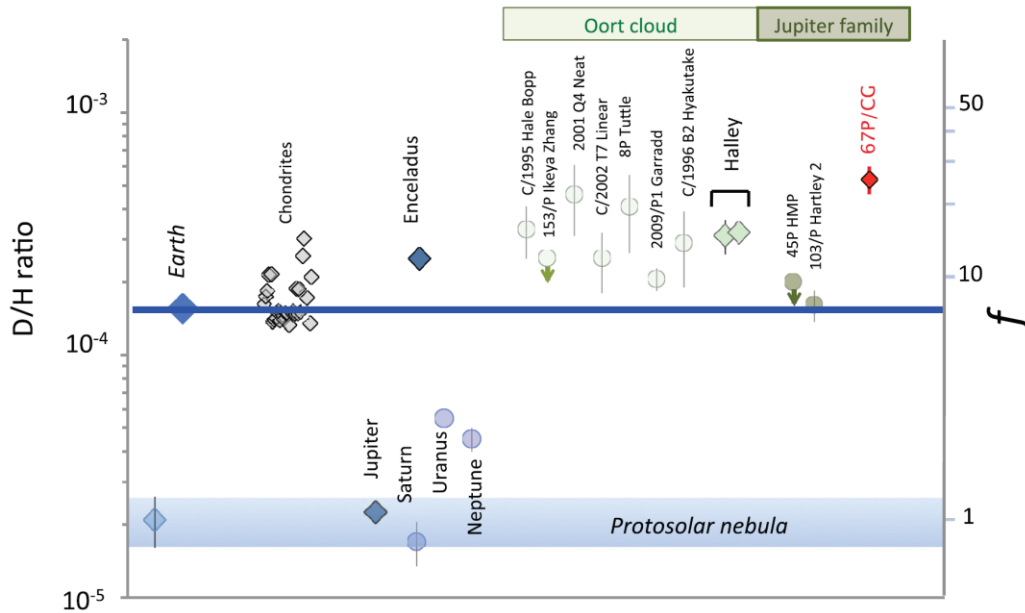 Oort cloud
Jupiter family
10-3
10-4
10-5
D/H ratio
Earth
Chondrites
Enceladus
Jupiter
Saturn
Uranus
Neptune
C/1995 Hale Bopp
153/P Ikeya Zhang
2001 Q4 Neat
C/2002 T7 Linear
8P Tuttle
2009/P1 Garradd
C/1996 B2 Hyakutake
Halley
45P HMP
103/P Hartley 2
67P/CG
Protosolar nebula
50
10
1
f